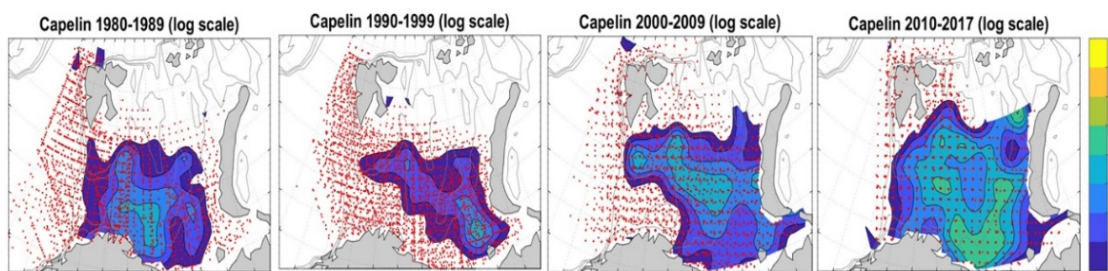 Capelin 1980-1989 (log scale)
Capelin 1990-1999 (log scale)
Capelin 2000-2009 (log scale)
Capelin 2010-2017 (log scale)